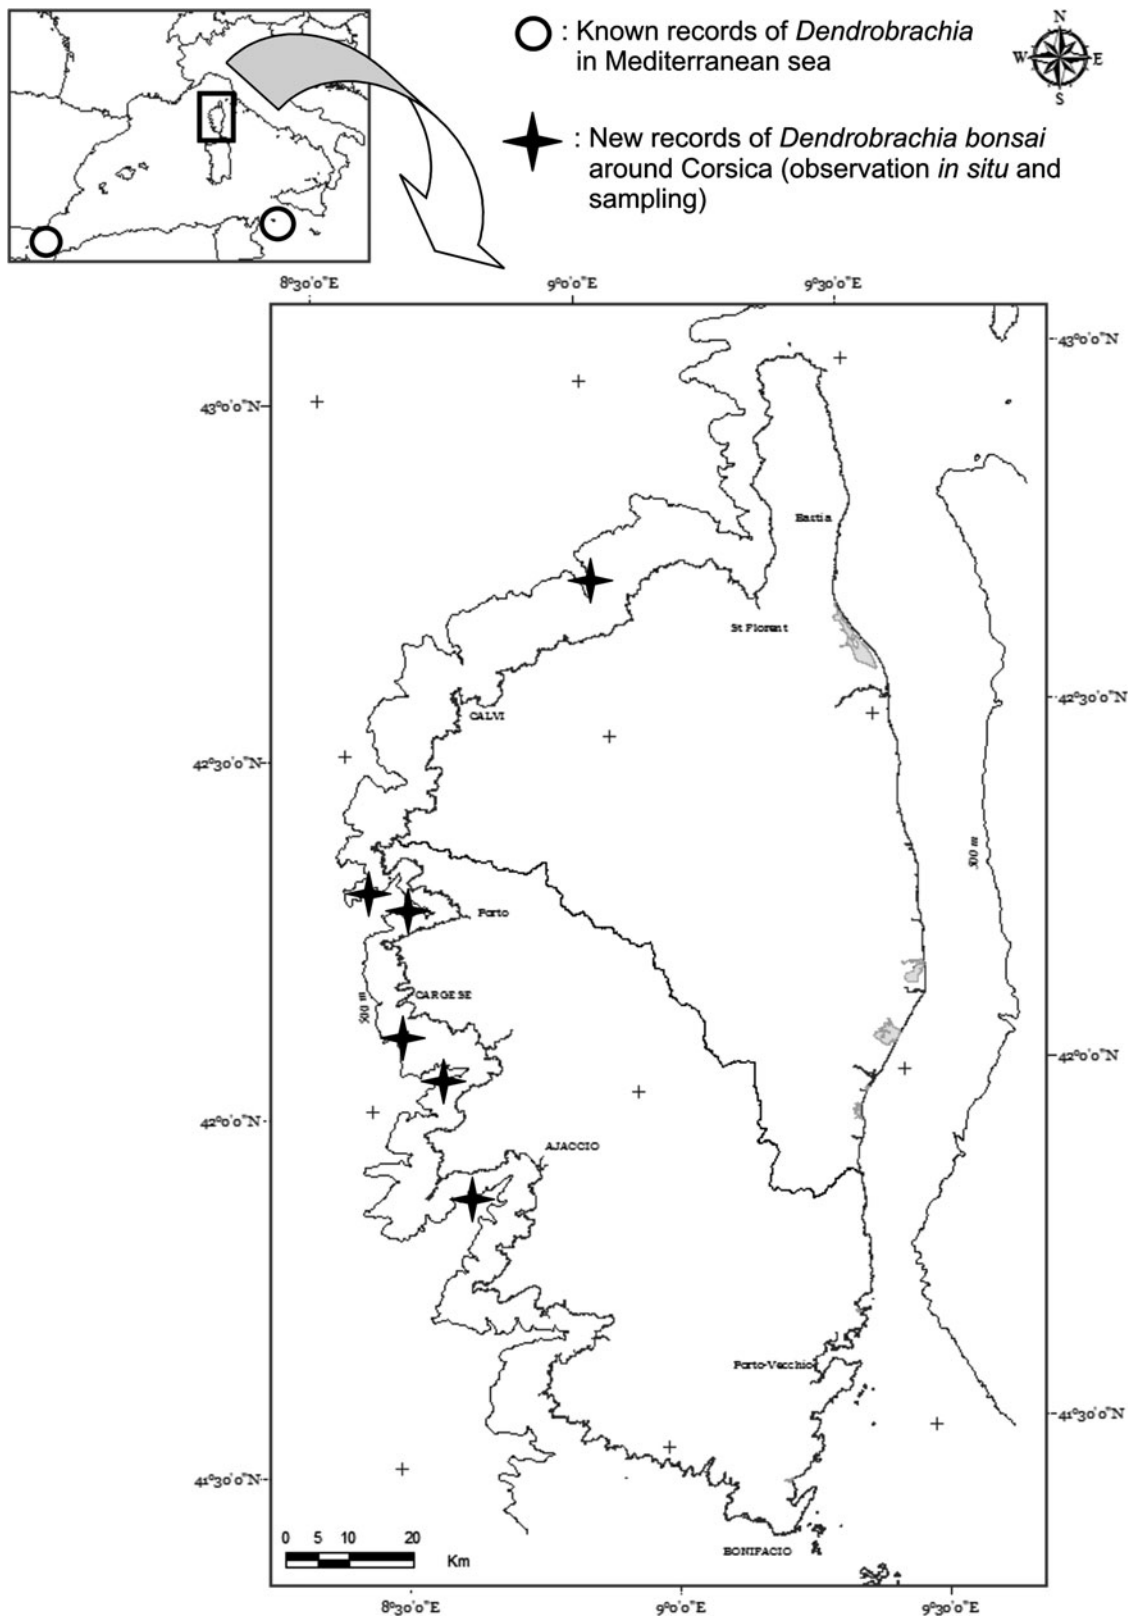 : Known records of Dendrobrachia
in Mediterranean sea
N
W E
S
: New records of Dendrobrachia bonsai
around Corsica (observation in situ and
sampling)
8°30'0"E 9°0'0"E 9°30'0"E
43°0'0"N
43°0'0"N
Bastia
St Florent
42°30'0"N
CALVI
42°30'0"N
500 m
Porto
CARGESE
500 m
42°0'0"N
42°0'0"N
AJACCIO
Porto-Vecchio
41°30'0"N
41°30'0"N
0 5 10 20
Km
BONIFACIO
8°30'0"E 9°0'0"E 9°30'0"E